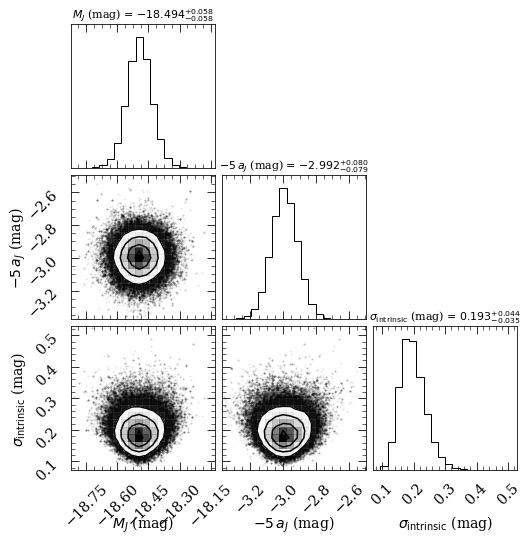 M_J (mag) = −18.494^{+0.058}_{−0.058}
−5 a_J (mag) = −2.992^{+0.080}_{−0.079}
−5 a_J (mag)
−2.6
−2.8
−3.0
−3.2
σ_intrinsic (mag) = 0.193^{+0.044}_{−0.035}
σ_intrinsic (mag)
0.5
0.4
0.3
0.2
0.1
−18.75 −18.60 −18.45 −18.30 −18.15
−3.2 −3.0 −2.8 −2.6
0.1 0.2 0.3 0.4 0.5
M_J (mag)
−5 a_J (mag)
σ_intrinsic (mag)